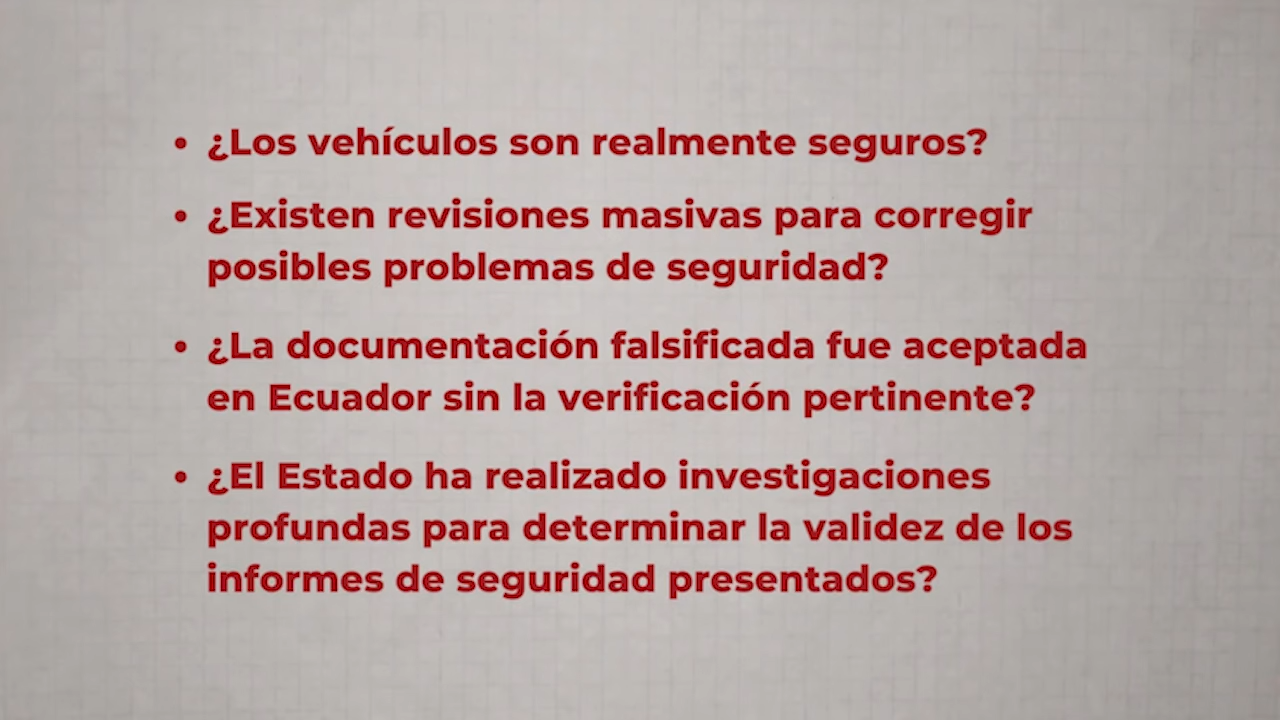 • ¿Los vehículos son realmente seguros?
• ¿Existen revisiones masivas para corregir
posibles problemas de seguridad?
• ¿La documentación falsificada fue aceptada
en Ecuador sin la verificación pertinente?
• ¿El Estado ha realizado investigaciones
profundas para determinar la validez de los
informes de seguridad presentados?